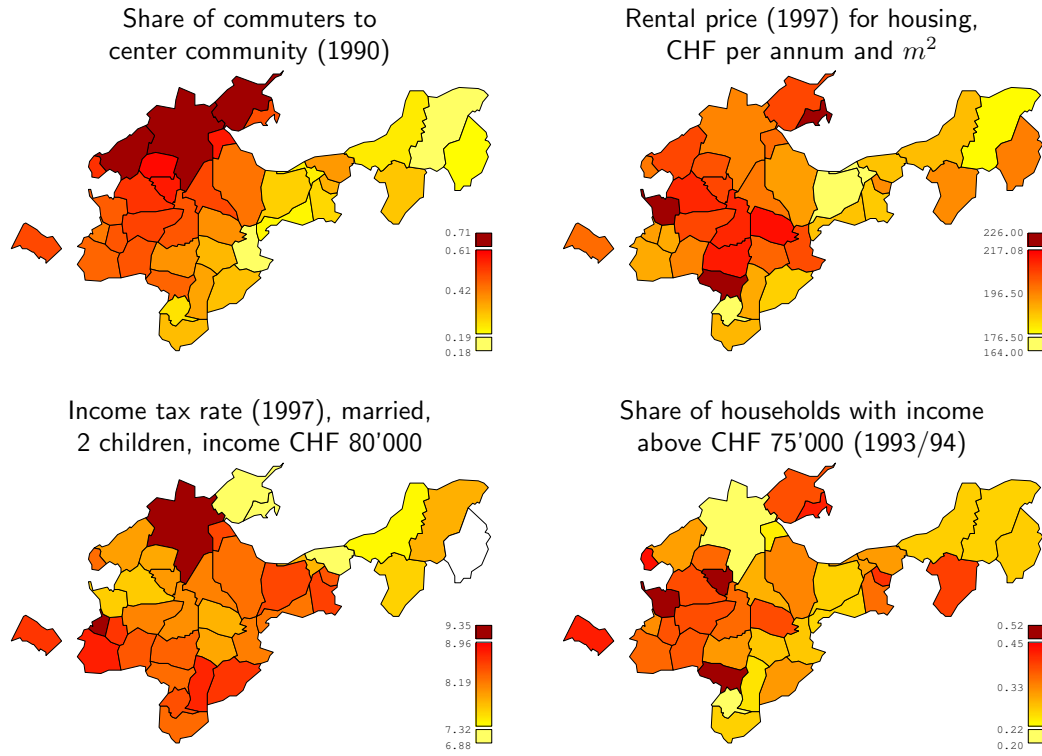 Share of commuters to
center community (1990)
0.71
0.61
0.42
0.19
0.18
Rental price (1997) for housing,
CHF per annum and m²
226.00
217.08
196.50
176.50
164.00
Income tax rate (1997), married,
2 children, income CHF 80'000
9.35
8.96
8.19
7.32
6.88
Share of households with income
above CHF 75'000 (1993/94)
0.52
0.45
0.33
0.22
0.20